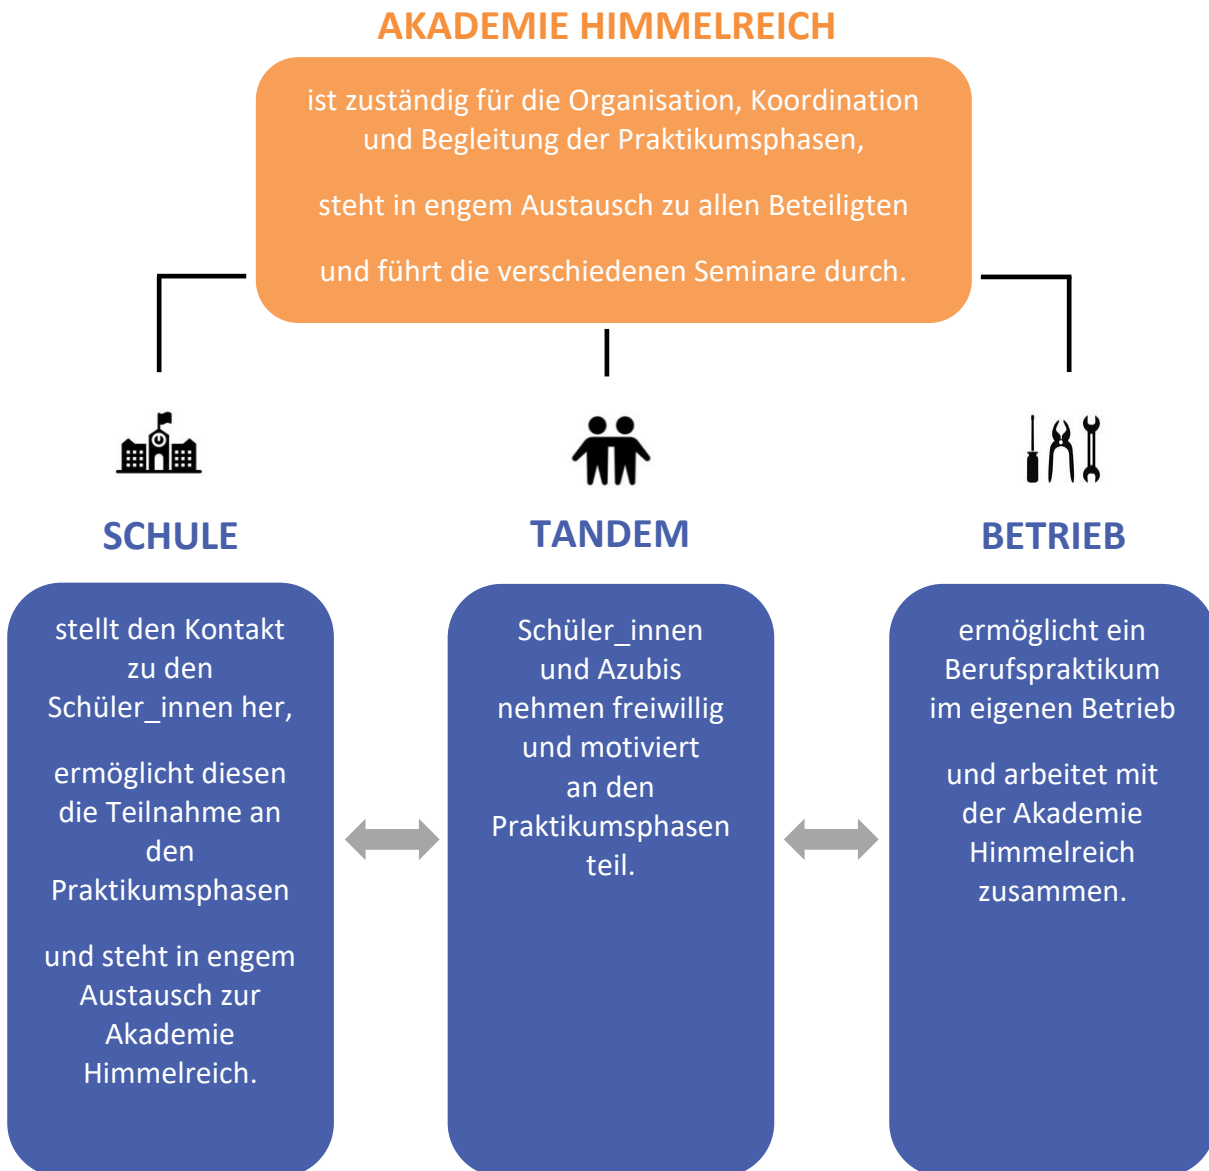 AKADEMIE HIMMELREICH
ist zuständig für die Organisation, Koordination
und Begleitung der Praktikumsphasen,
steht in engem Austausch zu allen Beteiligten
und führt die verschiedenen Seminare durch.
SCHULE
stellt den Kontakt
zu den
Schüler_innen her,
ermöglicht diesen
die Teilnahme an
den
Praktikumsphasen
und steht in engem
Austausch zur
Akademie
Himmelreich.
TANDEM
Schüler_innen
und Azubis
nehmen freiwillig
und motiviert
an den
Praktikumsphasen
teil.
BETRIEB
ermöglicht ein
Berufspraktikum
im eigenen Betrieb
und arbeitet mit
der Akademie
Himmelreich
zusammen.